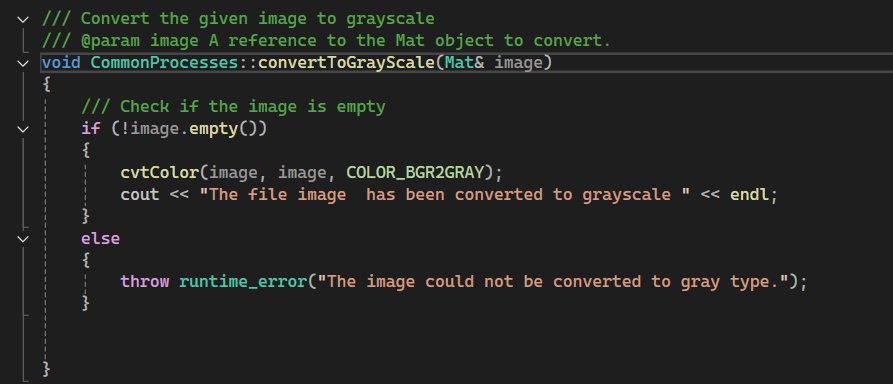 /// Convert the given image to grayscale
/// @param image A reference to the Mat object to convert.
void CommonProcesses::convertToGrayScale(Mat& image)
{
    /// Check if the image is empty
    if (!image.empty())
    {
        cvtColor(image, image, COLOR_BGR2GRAY);
        cout << "The file image  has been converted to grayscale " << endl;
    }
    else
    {
        throw runtime_error("The image could not be converted to gray type.");
    }
}